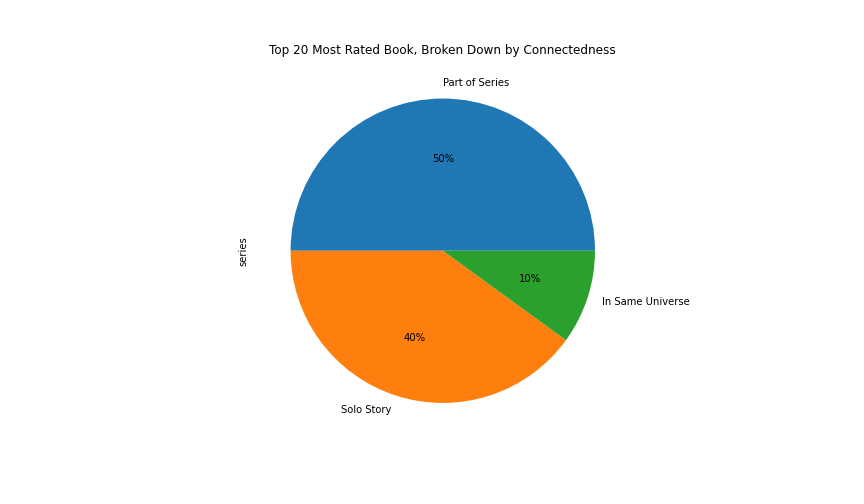 Top 20 Most Rated Book, Broken Down by Connectedness
Part of Series
50%
series
10%
In Same Universe
40%
Solo Story